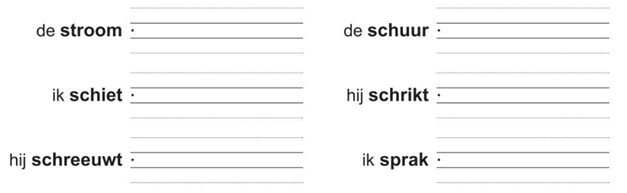 de stroom
de schuur
ik schiet
hij schrikt
hij schreeuwt
ik sprak